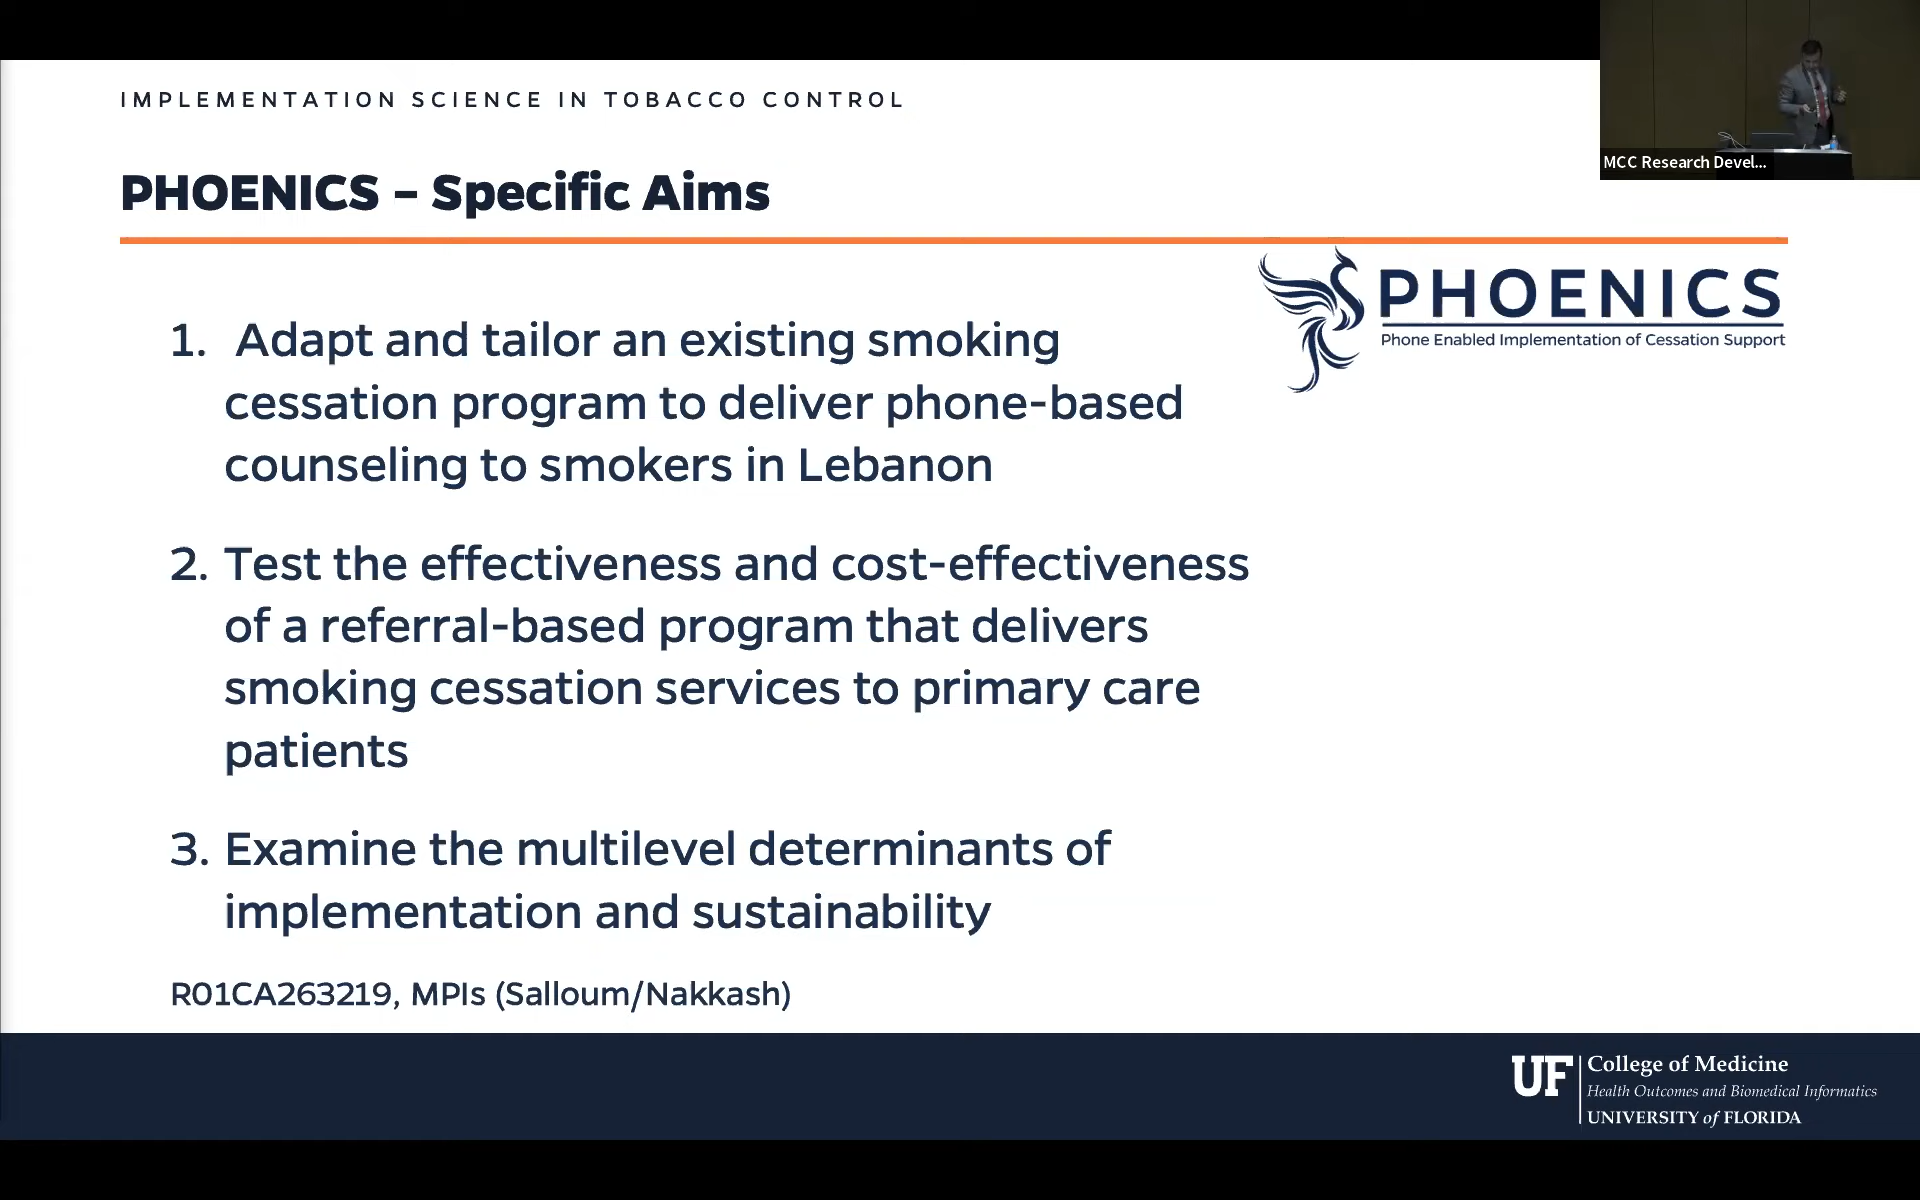 IMPLEMENTATION SCIENCE IN TOBACCO CONTROL
MCC Research Devel...
PHOENICS – Specific Aims
PHOENICS
Phone Enabled Implementation of Cessation Support
1. Adapt and tailor an existing smoking
cessation program to deliver phone-based
counseling to smokers in Lebanon
2. Test the effectiveness and cost-effectiveness
of a referral-based program that delivers
smoking cessation services to primary care
patients
3. Examine the multilevel determinants of
implementation and sustainability
R01CA263219, MPIs (Salloum/Nakkash)
UF
College of Medicine
Health Outcomes and Biomedical Informatics
UNIVERSITY of FLORIDA